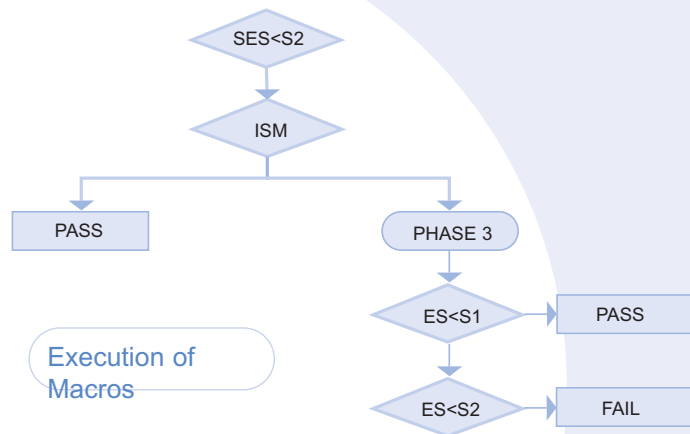 SES<S2
ISM
PASS
PHASE 3
ES<S1
PASS
Execution of
Macros
ES<S2
FAIL